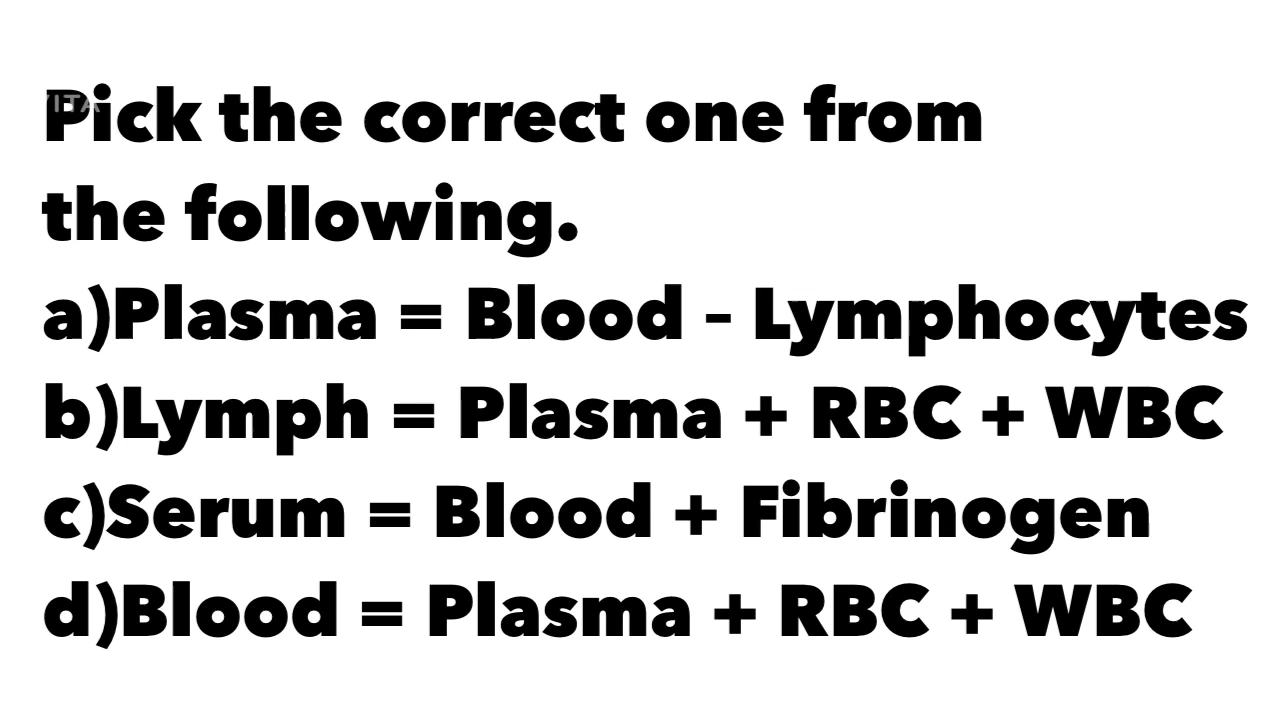 Pick the correct one from
the following.
a)Plasma = Blood - Lymphocytes
b)Lymph = Plasma + RBC + WBC
c)Serum = Blood + Fibrinogen
d)Blood = Plasma + RBC + WBC